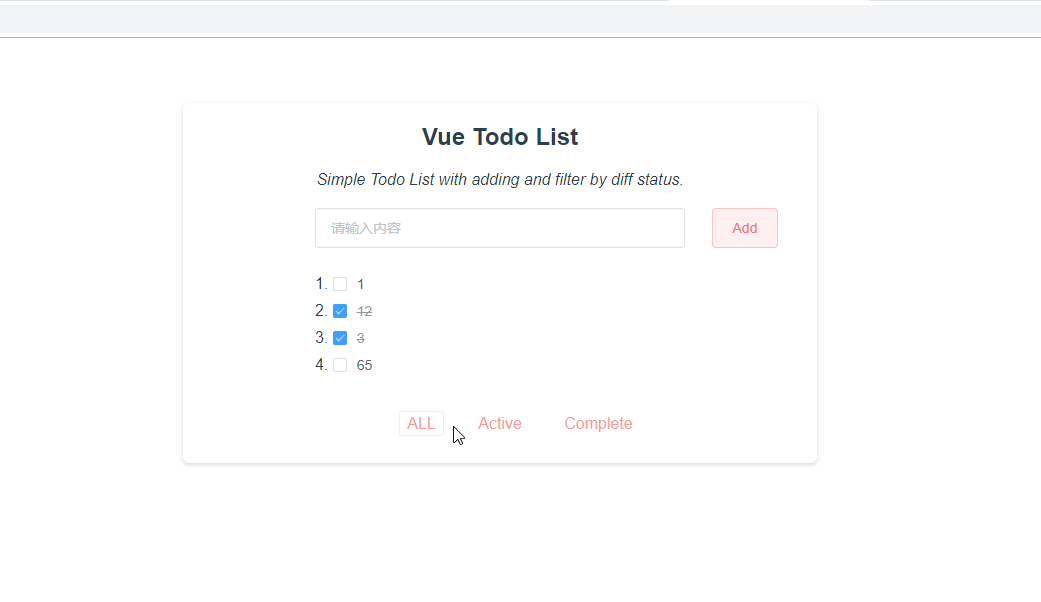 Vue Todo List
Simple Todo List with adding and filter by diff status.
请输入内容 Add
1. 1
2. 12
3. 3
4. 65
ALL Active Complete